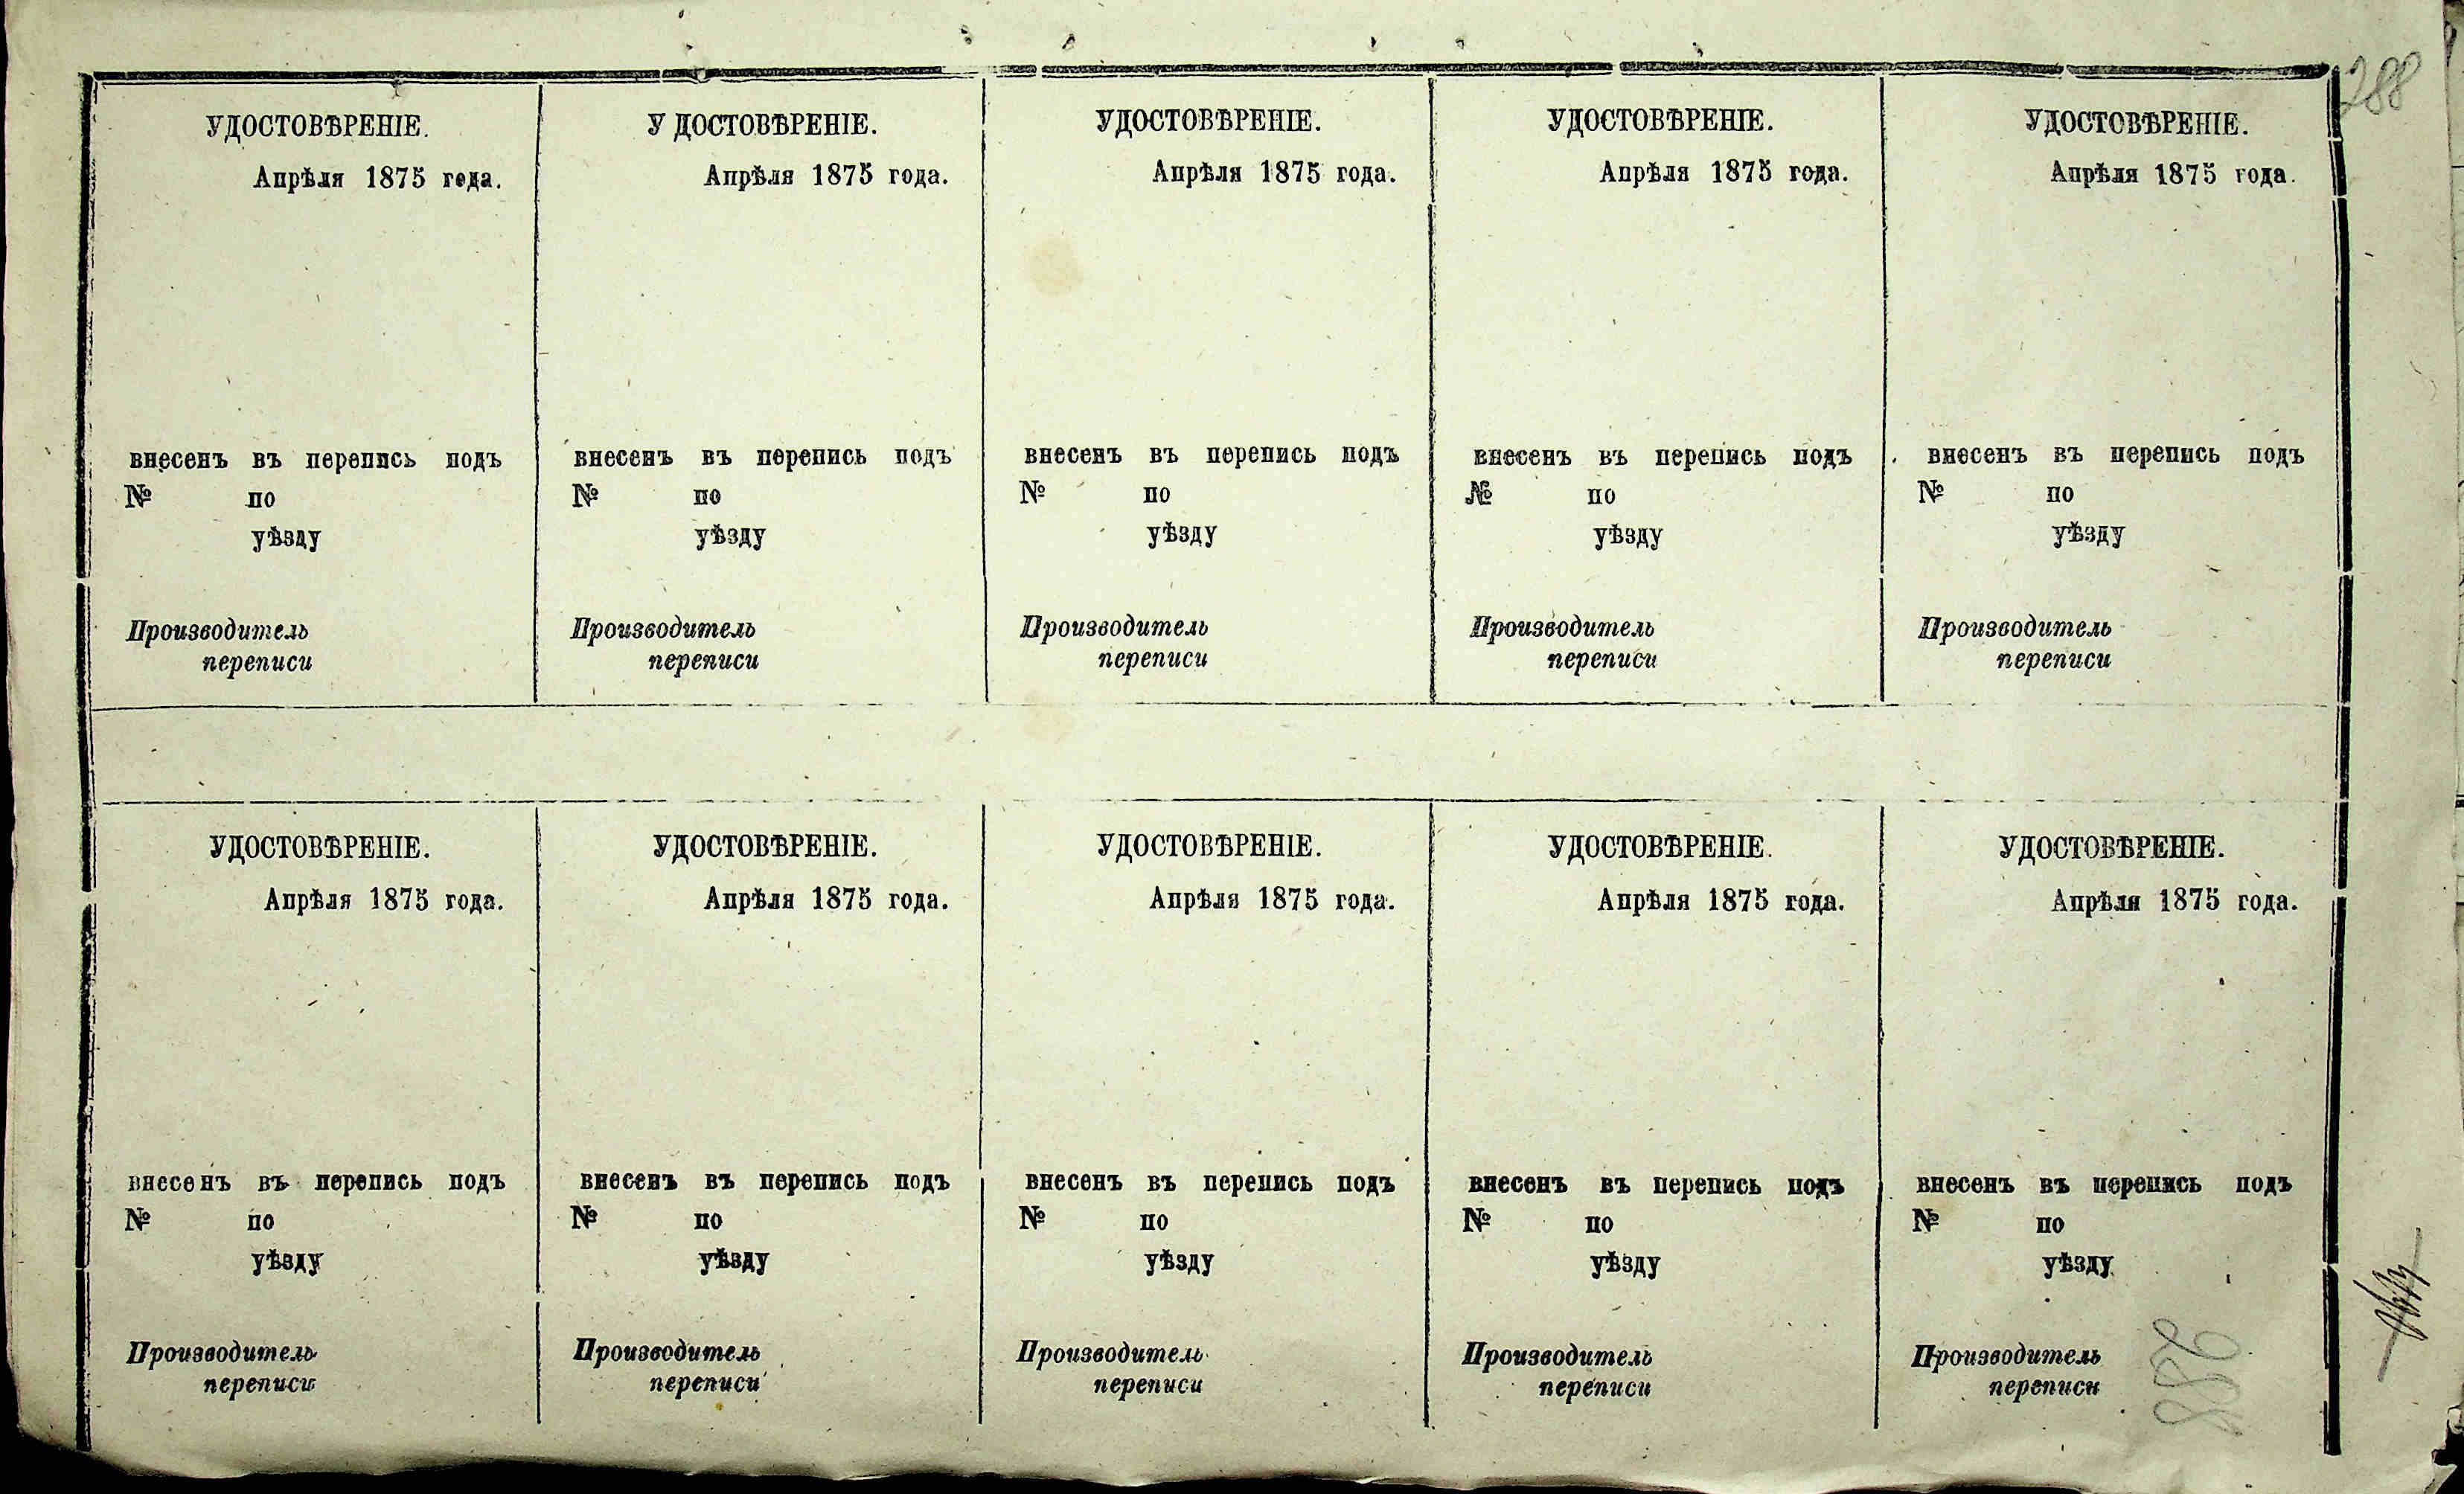 288
УДОСТОВѢРЕНІЕ.
Апрѣля 1875 года.
внесенъ въ перепись подъ
№ по
уѣзду
Производитель
переписи
У ДОСТОВѢРЕНІЕ.
Апрѣля 1875 года.
внесенъ въ перепись подъ
№ по
уѣзду
Производитель
переписи
УДОСТОВѢРЕНІЕ.
Апрѣля 1875 года.
внесенъ въ перепись подъ
№ по
уѣзду
Производитель
переписи
УДОСТОВѢРЕНІЕ.
Апрѣля 1875 года.
внесенъ въ перепись подъ
№ по
уѣзду
Производитель
переписи
УДОСТОВѢРЕНІЕ.
Апрѣля 1875 года.
внесенъ въ перепись подъ
№ по
уѣзду
Производитель
переписи
УДОСТОВѢРЕНІЕ.
Апрѣля 1875 года.
внесенъ въ перепись подъ
№ по
уѣзду
Производитель
переписи
УДОСТОВѢРЕНІЕ.
Апрѣля 1875 года.
внесенъ въ перепись подъ
№ по
уѣзду
Производитель
переписи
УДОСТОВѢРЕНІЕ.
Апрѣля 1875 года.
внесенъ въ перепись подъ
№ по
уѣзду
Производитель
переписи
УДОСТОВѢРЕНІЕ.
Апрѣля 1875 года.
внесенъ въ перепись подъ
№ по
уѣзду
Производитель
переписи
УДОСТОВѢРЕНІЕ.
Апрѣля 1875 года.
внесенъ въ перепись подъ
№ по
уѣзду
Производитель
переписи
288